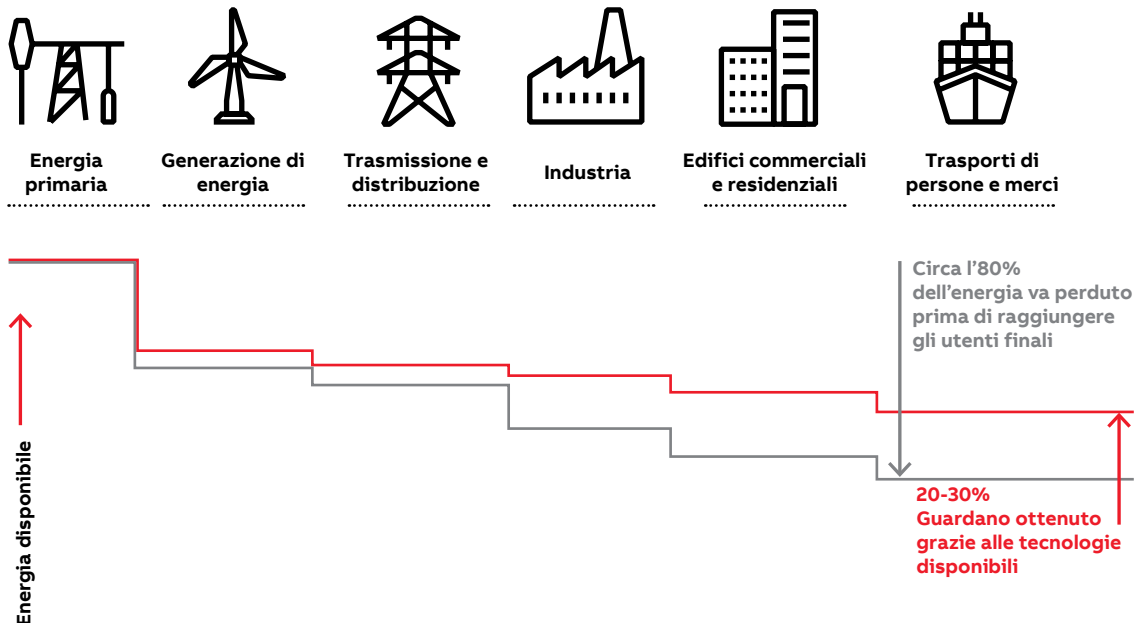 Energia
primaria
Generazione di
energia
Trasmissione e
distribuzione
Industria
Edifici commerciali
e residenziali
Trasporti di
persone e merci
Circa l'80%
dell'energia va perduto
prima di raggiungere
gli utenti finali
Energia disponibile
20-30%
Guardano ottenuto
grazie alle tecnologie
disponibili